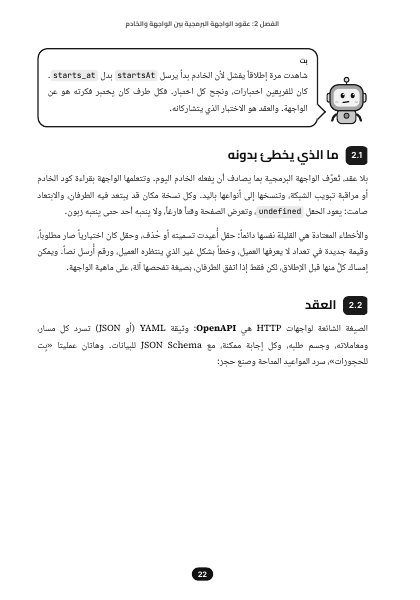 الفصل 2: عقود الواجهة البرمجية بين الواجهة والخادم
بِت
شاهدت مرة إطلاقاً يفشل لأن الخادم بدأ يرسل startsAt بدل starts_at.
كان للفريقين اختبارات، ونجح كل اختبار. فكل طرف كان يختبر فكرته هو عن
الواجهة. والعقد هو الاختبار الذي يتشاركانه.
2.1 ما الذي يخطئ بدونه
بلا عقد، تُعرَّف الواجهة البرمجية بما يصادف أن يفعله الخادم اليوم. وتتعلمها الواجهة بقراءة كود الخادم
أو مراقبة تبويب الشبكة، وتنسخ إلى أنواعها باليد. وكل نسخة مكان قد يبتعد فيه الطرفان، والابتعاد
صامت: يعود الحقل undefined، وتعرض الصفحة وقتاً فارغاً، ولا ينتبه أحد حتى ينتبه زبون.
والأخطاء المعتادة هي القليلة نفسها دائماً: حقل أُعيدت تسميته أو حُذف، وحقل كان اختيارياً صار مطلوباً،
وقيمة جديدة في تعداد لا يعرفها العميل، وخطأ بشكل غير الذي ينتظره العميل، ورقم أُرسل نصاً. ويمكن
إمساك كلٍّ منها قبل الإطلاق، لكن فقط إذا اتفق الطرفان، بصيغة تفحصها آلة، على ماهية الواجهة.
2.2 العقد
الصيغة الشائعة لواجهات HTTP هي OpenAPI: وثيقة YAML (أو JSON) تسرد كل مسار،
ومعاملاته، وجسم طلبه، وكل إجابة ممكنة، مع JSON Schema للبيانات. وهاتان عمليتا «بِت
للحجوزات»، سرد المواعيد المتاحة وصنع حجز:
22